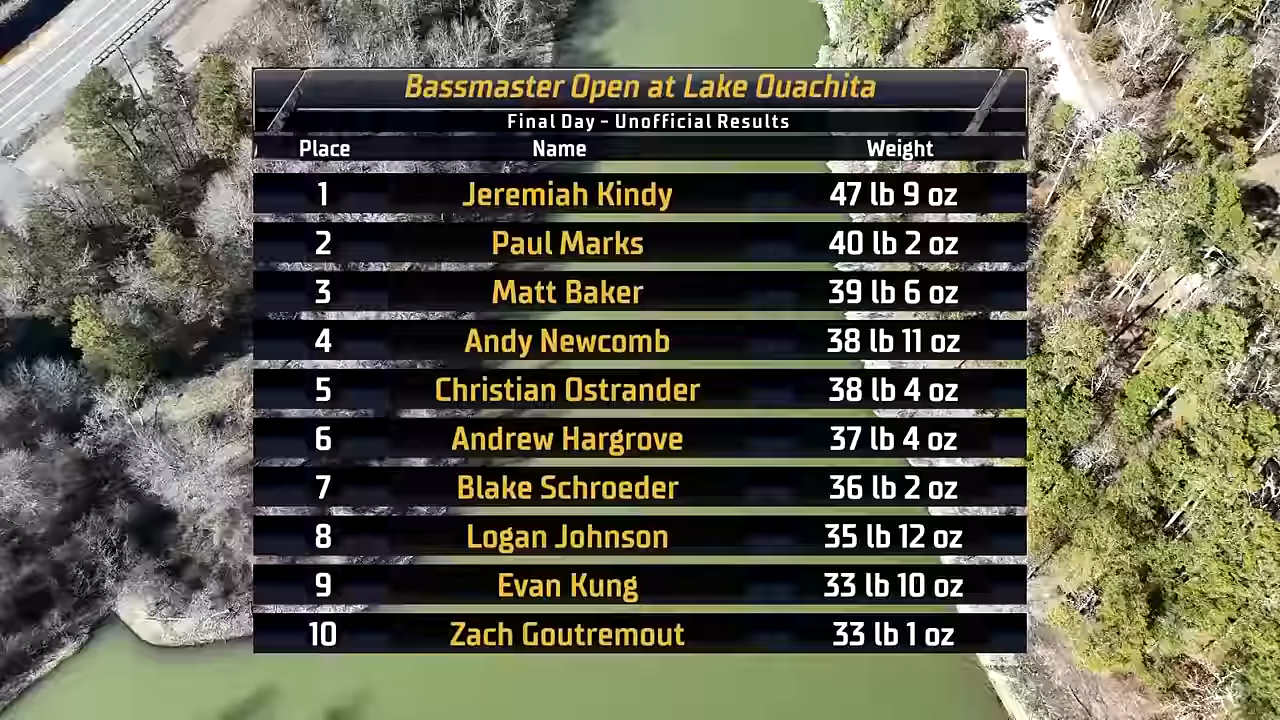 Bassmaster Open at Lake Ouachita
Final Day - Unofficial Results
Place Name Weight
1 Jeremiah Kindy 47 lb 9 oz
2 Paul Marks 40 lb 2 oz
3 Matt Baker 39 lb 6 oz
4 Andy Newcomb 38 lb 11 oz
5 Christian Ostrander 38 lb 4 oz
6 Andrew Hargrove 37 lb 4 oz
7 Blake Schroeder 36 lb 2 oz
8 Logan Johnson 35 lb 12 oz
9 Evan Kung 33 lb 10 oz
10 Zach Goutremout 33 lb 1 oz